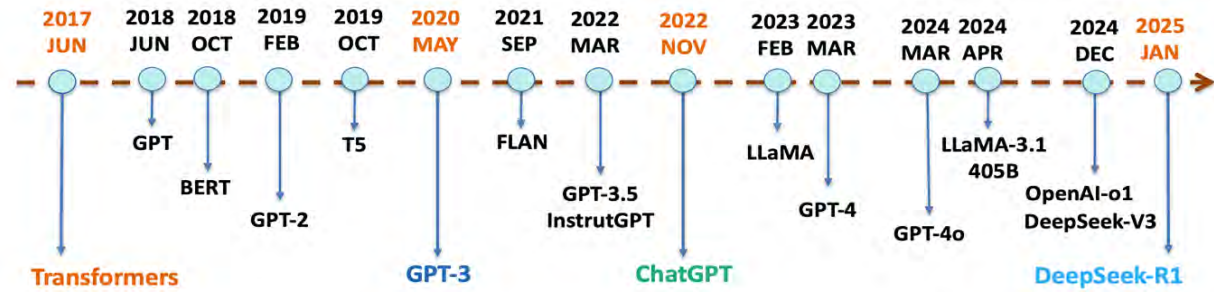 2017
JUN
2018
JUN
2018
OCT
2019
FEB
2019
OCT
2020
MAY
2021
SEP
2022
MAR
2022
NOV
2023
FEB
2023
MAR
2024
MAR
2024
APR
2024
DEC
2025
JAN
GPT
BERT
GPT-2
T5
FLAN
GPT-3.5
InstrutGPT
LLaMA
GPT-4
GPT-4o
LLaMA-3.1
405B
OpenAI-o1
DeepSeek-V3
Transformers
GPT-3
ChatGPT
DeepSeek-R1